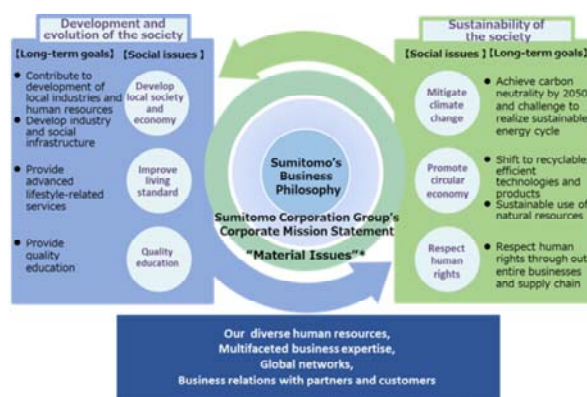 Development and
evolution of the society
【Long-term goals】 【Social issues】
● Contribute to
development of
local industries and
human resources
● Develop industry
and social
infrastructure
Develop
local society
and
economy
● Provide
advanced
lifestyle-related
services
Improve
living
standard
● Provide
quality
education
Quality
education
Sumitomo's
Business
Philosophy
Sumitomo Corporation Group's
Corporate Mission Statement
"Material Issues"*
Sustainability of
the society
【Social issues】 【Long-term goals】
Mitigate
climate
change
● Achieve carbon
neutrality by 2050
and challenge to
realize sustainable
energy cycle
Promote
circular
economy
● Shift to recyclable,
efficient
technologies and
products
● Sustainable use of
natural resources
Respect
human
rights
● Respect human
rights through out
entire businesses
and supply chain
Our diverse human resources,
Multifaceted business expertise,
Global networks,
Business relations with partners and customers